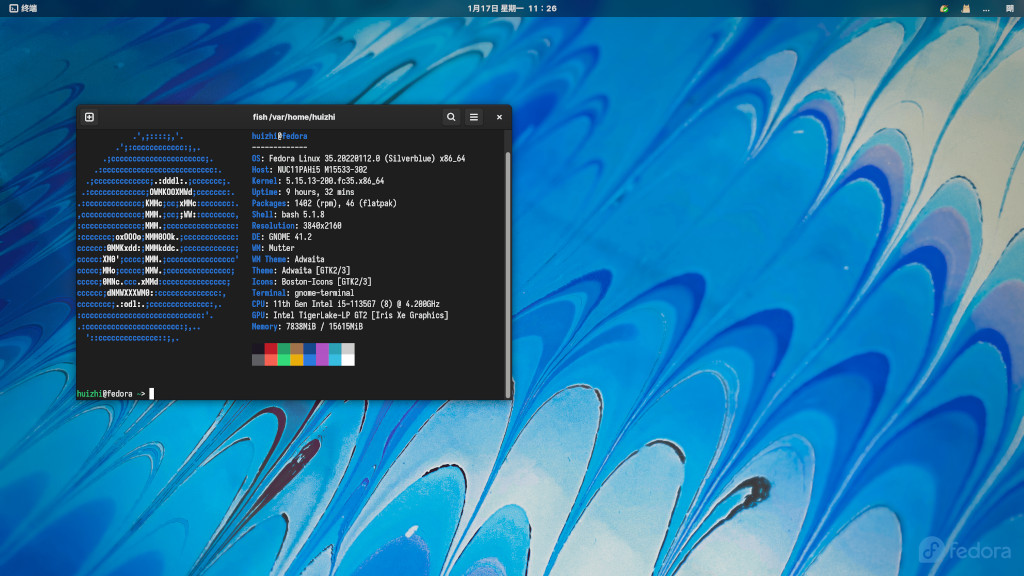 终端
1月17日 星期一 11：26
...
fish /var/home/huizhi
huizhi@fedora
-------------
OS: Fedora Linux 35.20220112.0 (Silverblue) x86_64
Host: NUC11PAHi5 M15533-302
Kernel: 5.15.13-200.fc35.x86_64
Uptime: 9 hours, 32 mins
Packages: 1402 (rpm), 46 (flatpak)
Shell: bash 5.1.8
Resolution: 3840x2160
DE: GNOME 41.2
WM: Mutter
WM Theme: Adwaita
Theme: Adwaita [GTK2/3]
Icons: Boston-Icons [GTK2/3]
Terminal: gnome-terminal
CPU: 11th Gen Intel i5-1135G7 (8) @ 4.200GHz
GPU: Intel TigerLake-LP GT2 [Iris Xe Graphics]
Memory: 7838MiB / 15615MiB
huizhi@fedora ~>
fedora